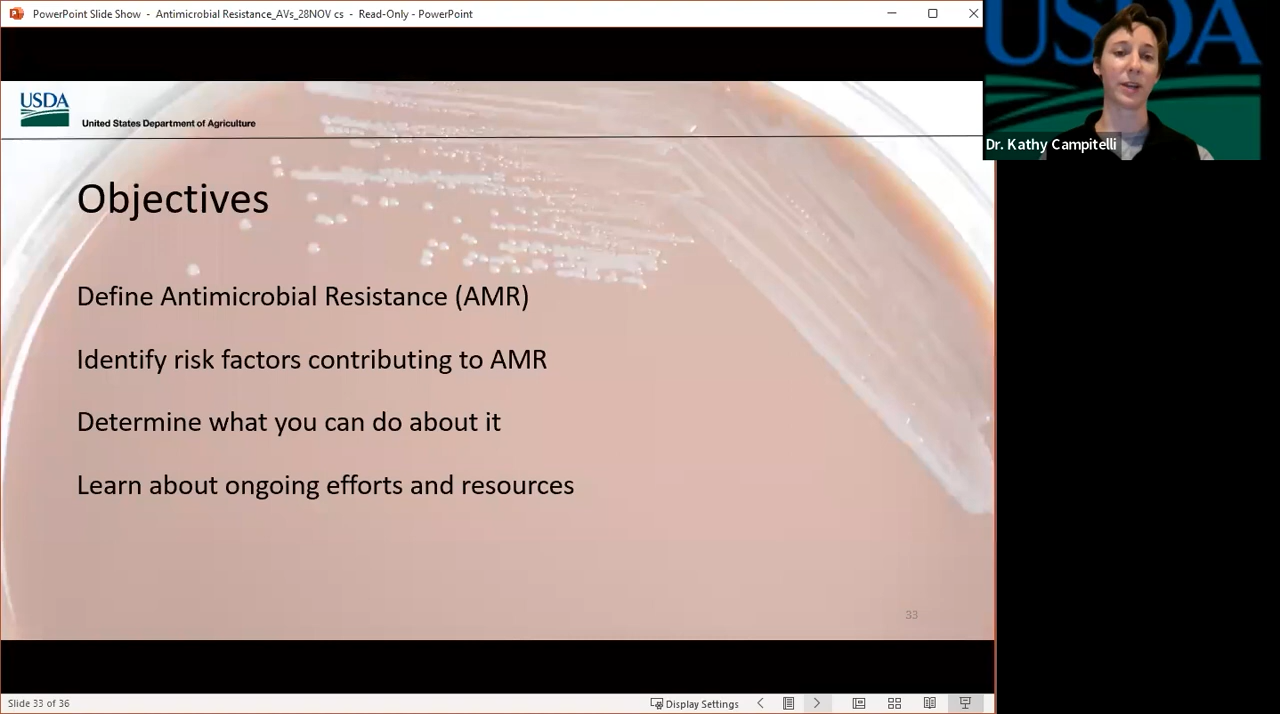 PowerPoint Slide Show - Antimicrobial Resistance_AVs_28NOV cs - Read-Only - PowerPoint
USDA
Dr. Kathy Campitelli
USDA
United States Department of Agriculture
Objectives
Define Antimicrobial Resistance (AMR)
Identify risk factors contributing to AMR
Determine what you can do about it
Learn about ongoing efforts and resources
33
Slide 33 of 36
Display Settings